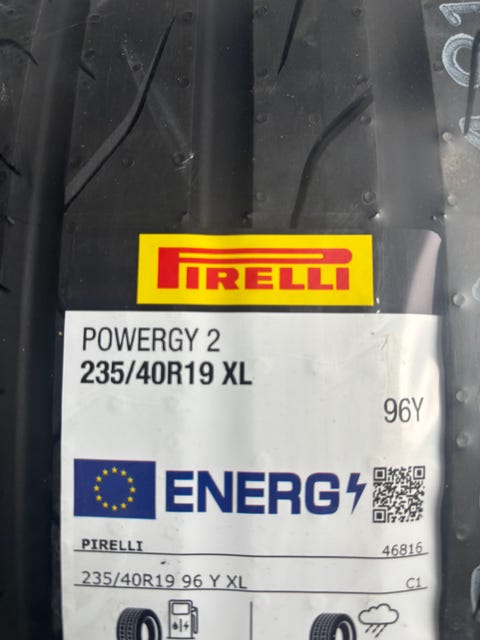 PIRELLI
POWERGY 2
235/40R19 XL
96Y
ENERG
PIRELLI 46816
235/40R19 96 Y XL C1